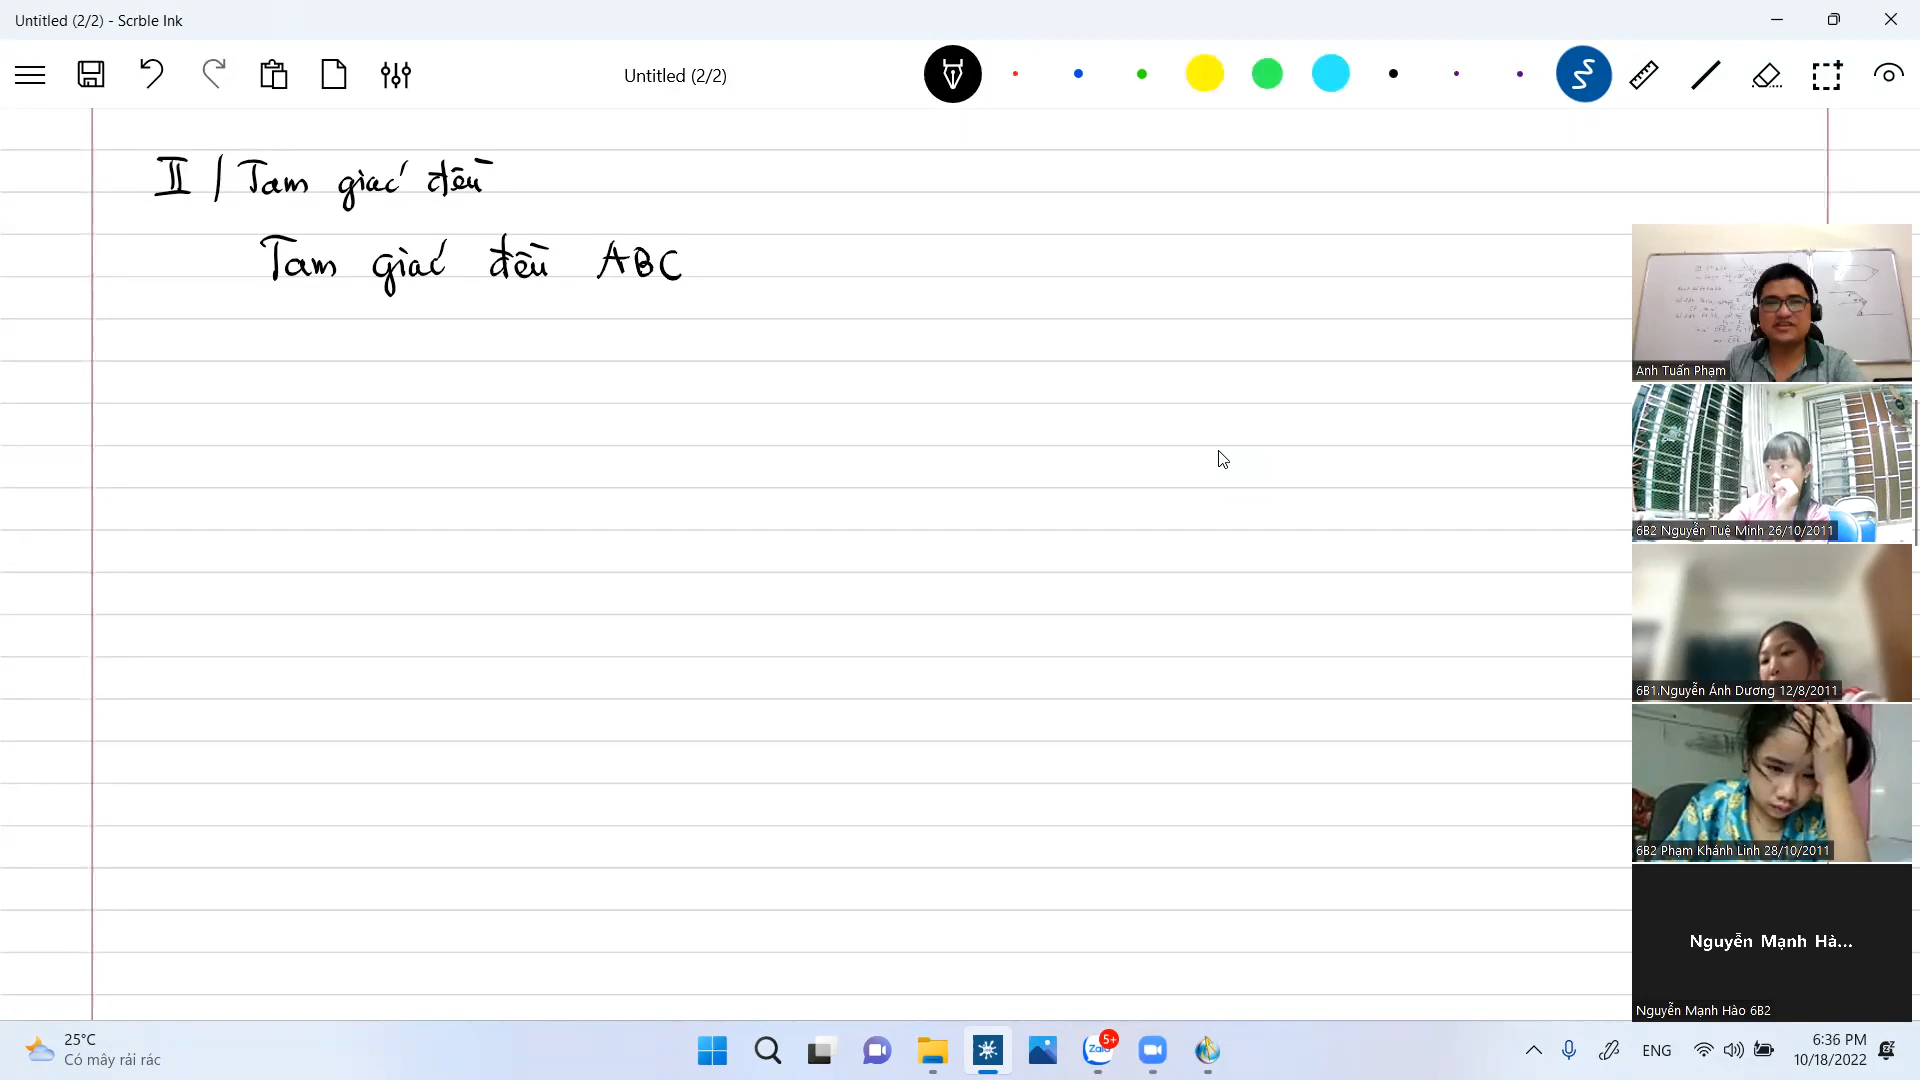 Untitled (2/2) - Scrble Ink
Untitled (2/2)
II / Tam giác đều
Tam giác đều ABC
Anh Tuấn Phạm
6B2 Nguyễn Tuệ Minh 26/10/2011
6B1.Nguyễn Ánh Dương 12/8/2011
6B2 Phạm Khánh Linh 28/10/2011
Nguyễn Mạnh Hà...
Nguyễn Mạnh Hào 6B2
25°C
Có mây rải rác
Zalo
5+
ENG
6:36 PM
10/18/2022